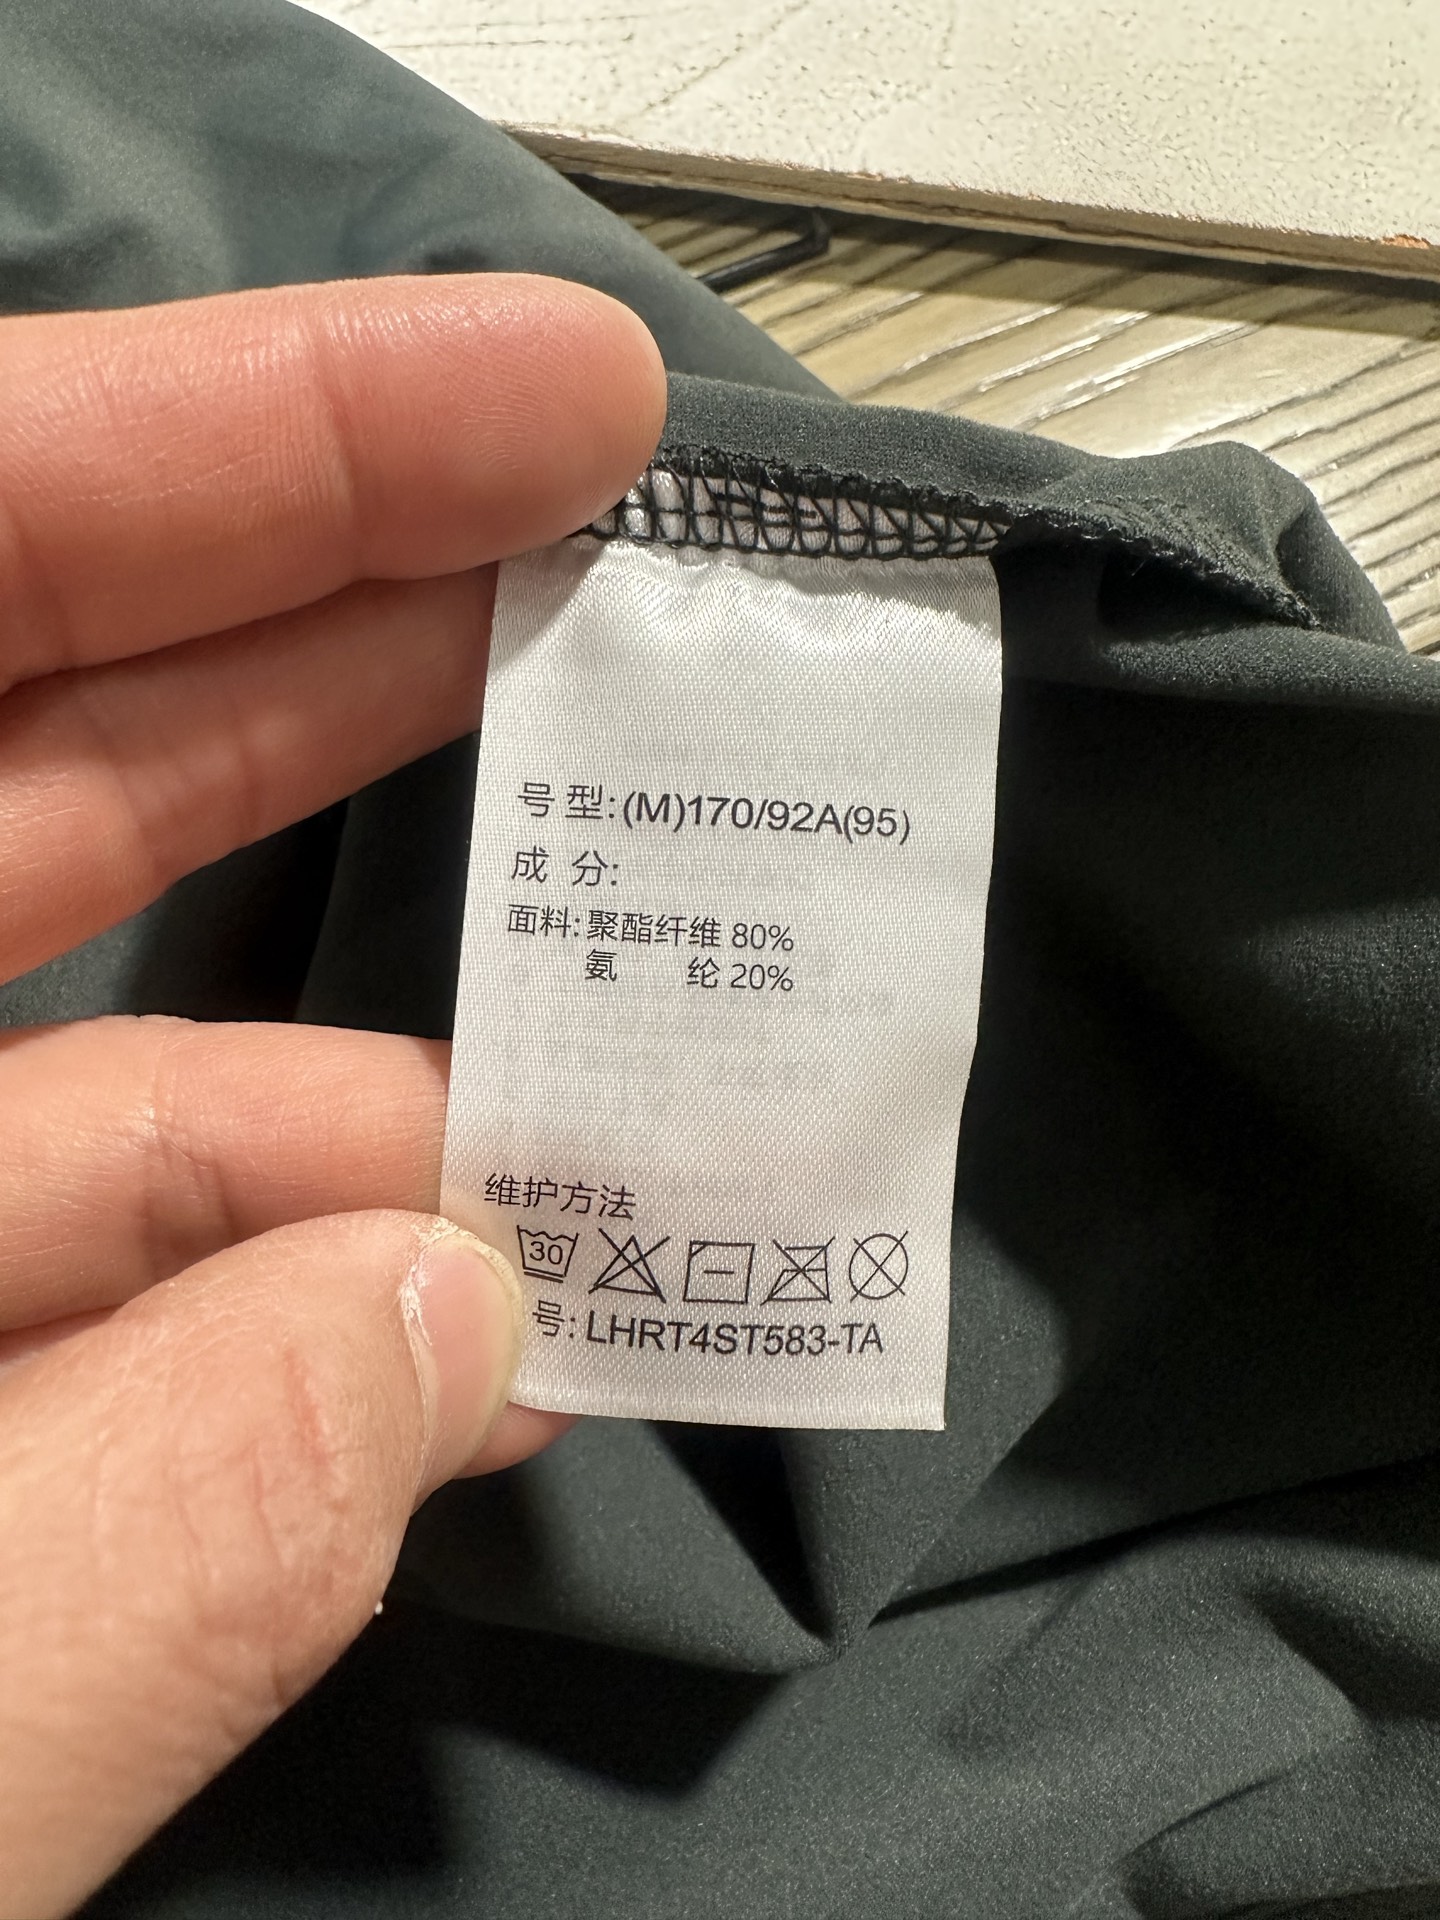 号型:(M)170/92A(95)
成 分:
面料:聚酯纤维 80%
氨 纶 20%
维护方法
30
号: LHRT4ST583-TA